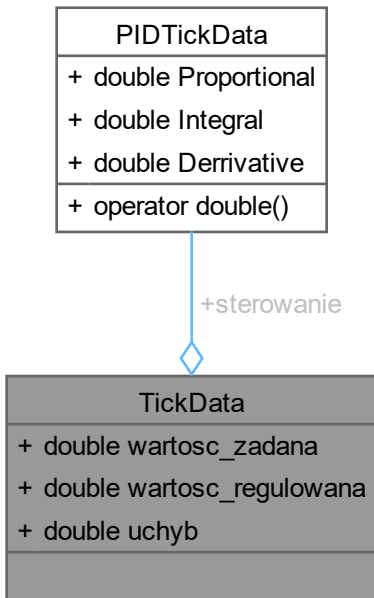 PIDTickData
+ double Proportional
+ double Integral
+ double Derrivative
+ operator double()
+sterowanie
TickData
+ double wartosc_zadana
+ double wartosc_regulowana
+ double uchyb